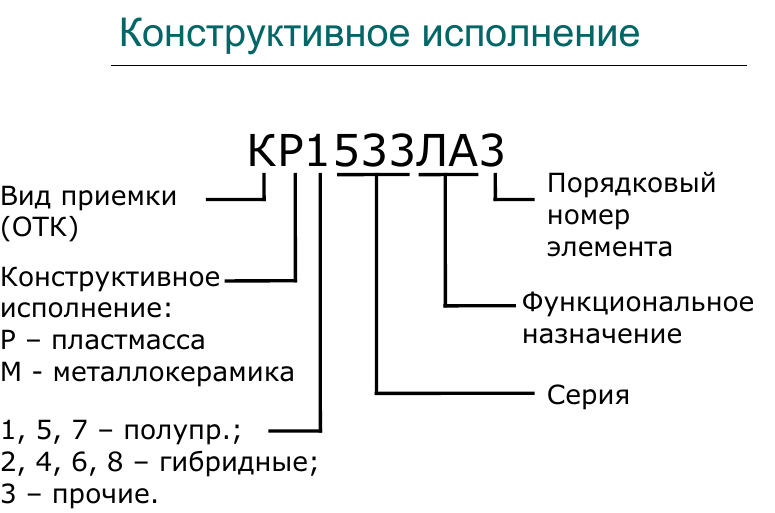 Конструктивное исполнение
КР1533ЛА3
Вид приемки
(ОТК)
Конструктивное
исполнение:
Р – пластмасса
М - металлокерамика
1, 5, 7 – полупр.;
2, 4, 6, 8 – гибридные;
3 – прочие.
Порядковый
номер
элемента
Функциональное
назначение
Серия